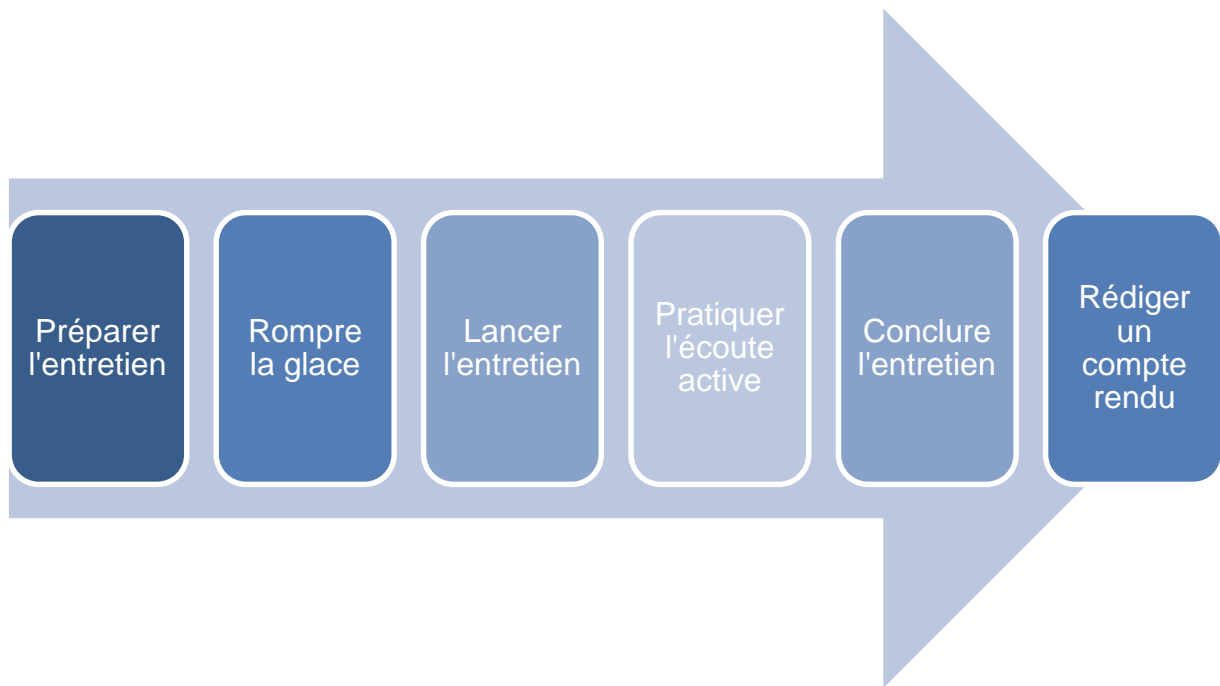 Préparer
l'entretien
Rompre
la glace
Lancer
l'entretien
Pratiquer
l'écoute
active
Conclure
l'entretien
Rédiger
un
compte
rendu